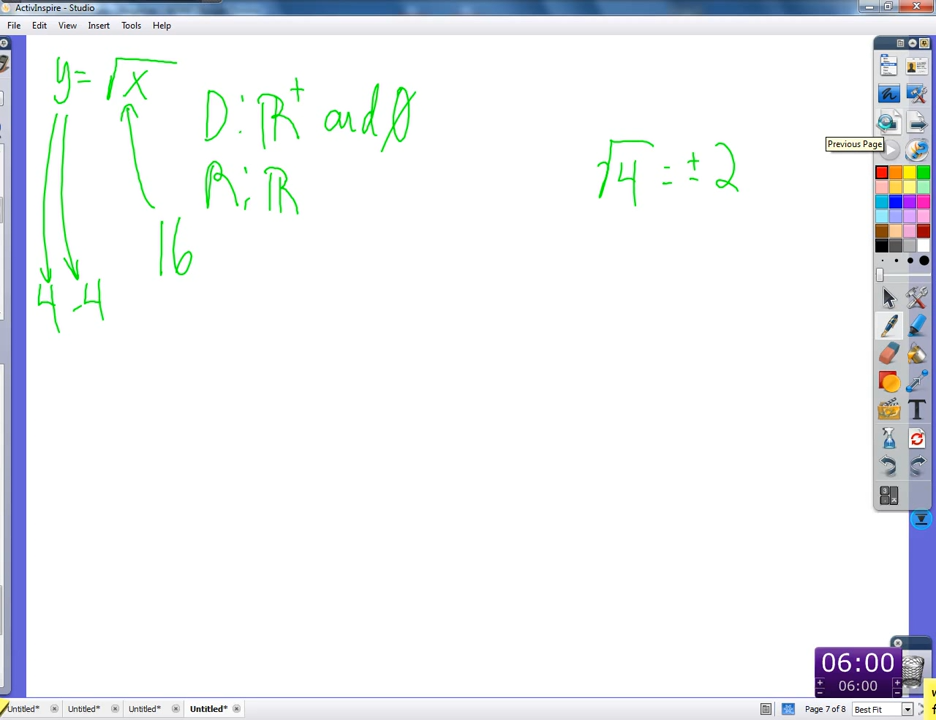 ActivInspire - Studio
File Edit View Insert Tools Help
y = √x
D: ℝ⁺ and 0
R: ℝ
16
4 -4
√4 = ± 2
Previous Page
06:00
06:00
Untitled* Untitled* Untitled* Untitled*
Page 7 of 8 Best Fit